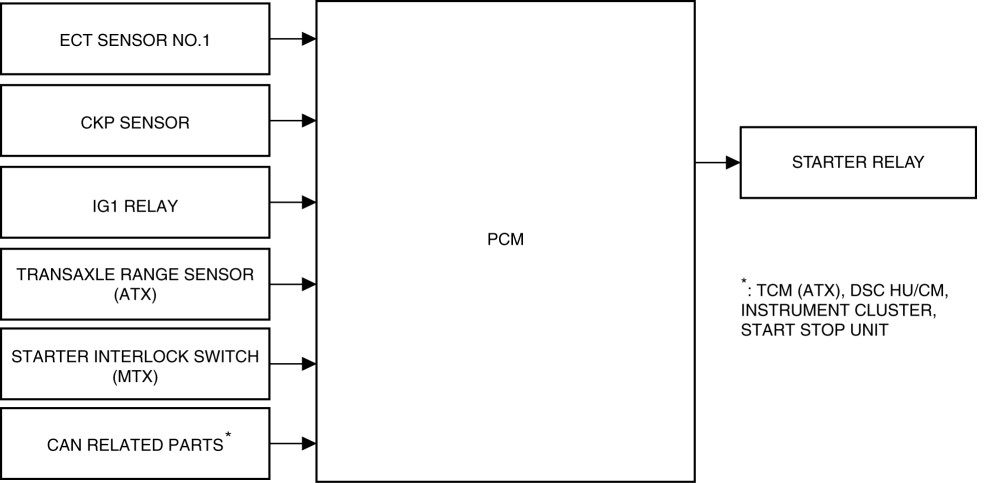 ECT SENSOR NO.1
CKP SENSOR
IG1 RELAY
TRANSAXLE RANGE SENSOR
(ATX)
STARTER INTERLOCK SWITCH
(MTX)
CAN RELATED PARTS*
PCM
STARTER RELAY
*: TCM (ATX), DSC HU/CM,
INSTRUMENT CLUSTER,
START STOP UNIT